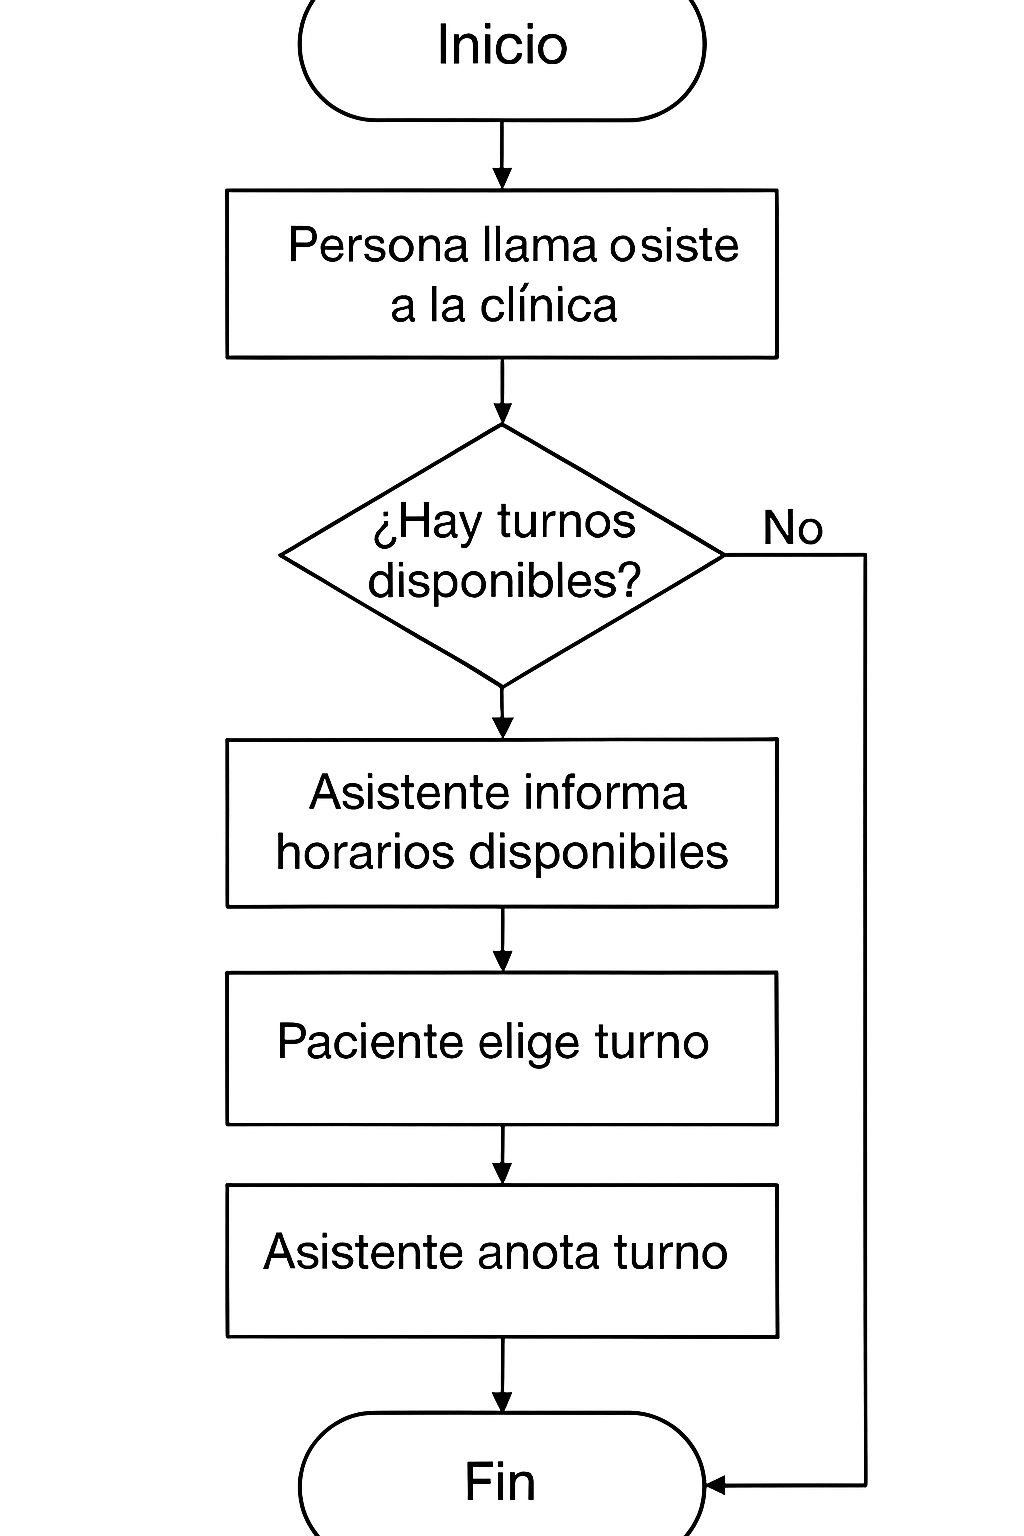 Inicio
Persona llama o siste
a la clínica
¿Hay turnos
disponibles?
No
Asistente informa
horarios disponibiles
Paciente elige turno
Asistente anota turno
Fin